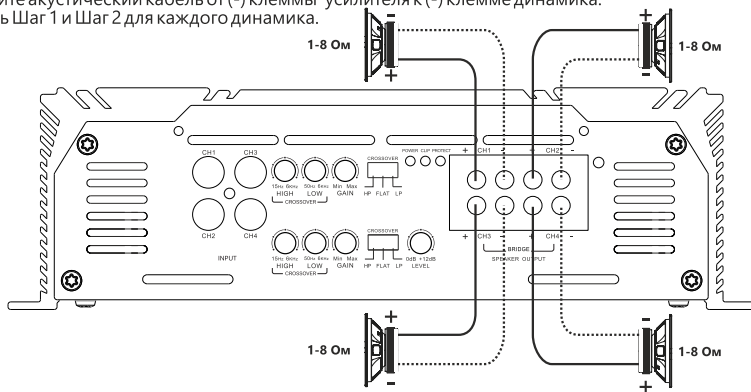 ите акустический кабель от (-) клеммы усилителя к (-) клемме динамика.
ь Шаг 1 и Шаг 2 для каждого динамика.
- +
1-8 Ом 1-8 Ом
+ -
CH1 CH3
POWER CLIP PROTECT
+ CH1 - + CH2 -
CROSSOVER
15Hz 6KHz 50Hz 6KHz Min Max
HIGH LOW GAIN HP FLAT LP
CROSSOVER
CH2 CH4
+ CH3 - + CH4 -
CROSSOVER
BRIDGE
INPUT
SPEAKER OUTPUT
15Hz 6KHz 50Hz 6KHz Min Max 0dB +12dB
HIGH LOW GAIN HP FLAT LP LEVEL
CROSSOVER
+ -
1-8 Ом 1-8 Ом
- +